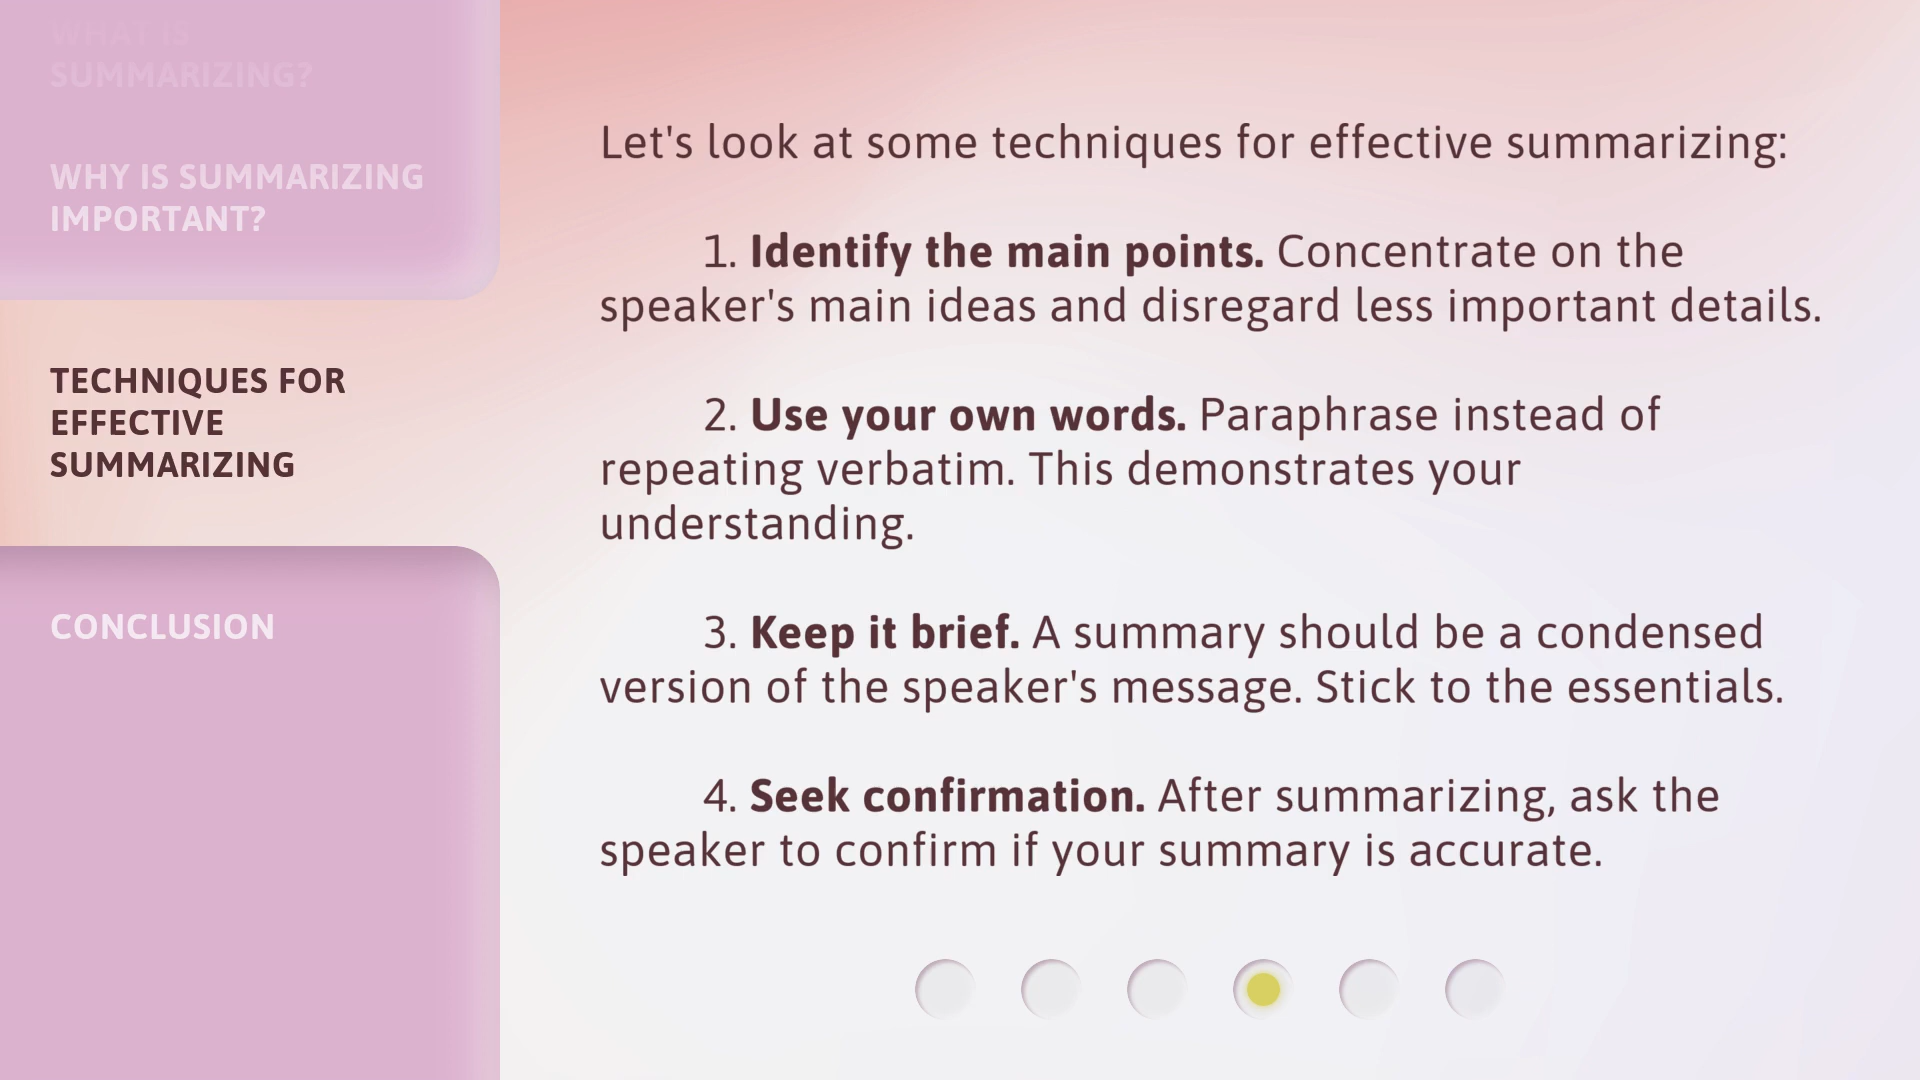 WHAT IS
SUMMARIZING?
WHY IS SUMMARIZING
IMPORTANT?
TECHNIQUES FOR
EFFECTIVE
SUMMARIZING
CONCLUSION
Let's look at some techniques for effective summarizing:
1. Identify the main points. Concentrate on the
speaker's main ideas and disregard less important details.
2. Use your own words. Paraphrase instead of
repeating verbatim. This demonstrates your
understanding.
3. Keep it brief. A summary should be a condensed
version of the speaker's message. Stick to the essentials.
4. Seek confirmation. After summarizing, ask the
speaker to confirm if your summary is accurate.